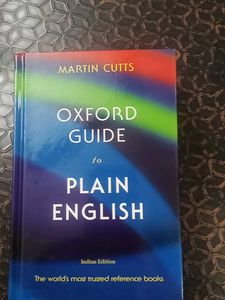 MARTIN CUTTS
OXFORD
GUIDE
to
PLAIN
ENGLISH
Indian Edition
The world's most trusted reference books